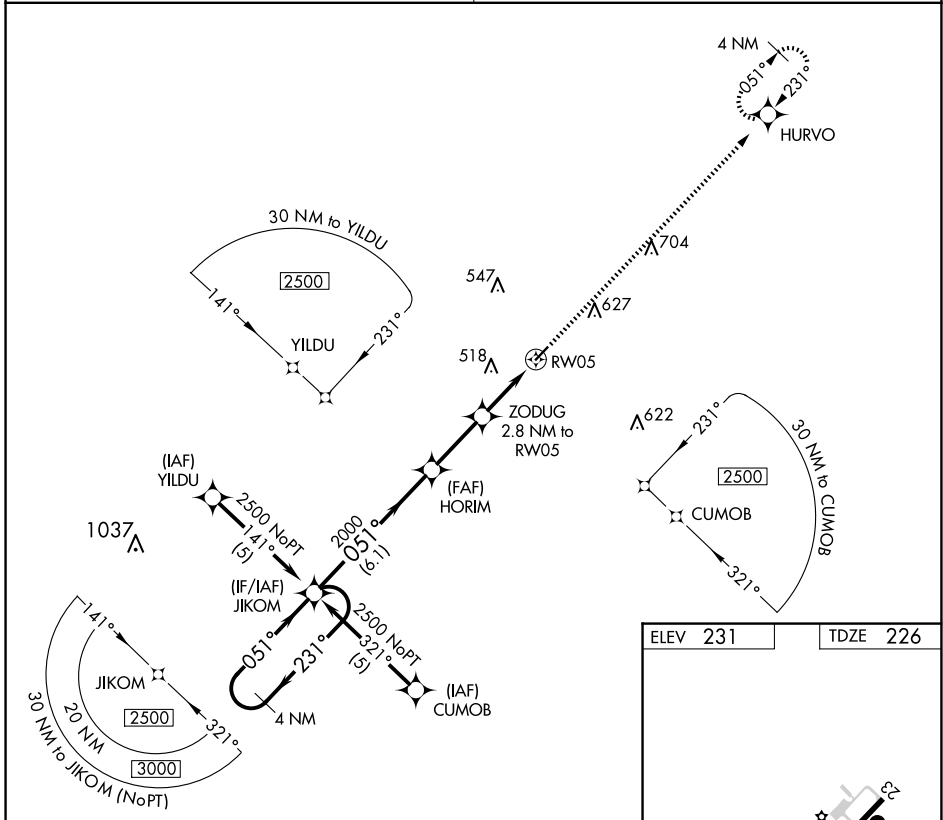 4 NM
051°
231°
HURVO
30 NM to YILDU
2500
141°
231°
YILDU
704
547
627
518
RW05
ZODUG
2.8 NM to
RW05
622
231°
30 NM to CUMOB
2500
CUMOB
321°
(IAF)
YILDU
(FAF)
HORIM
2500 NoPT
141°
(5)
2000
051°
(6.1)
1037
(IF/IAF)
JIKOM
2500 NoPT
321°
(5)
051°
231°
4 NM
(IAF)
CUMOB
141°
JIKOM
2500
321°
20 NM
3000
30 NM to JIKOM (NoPT)
ELEV 231
TDZE 226
23